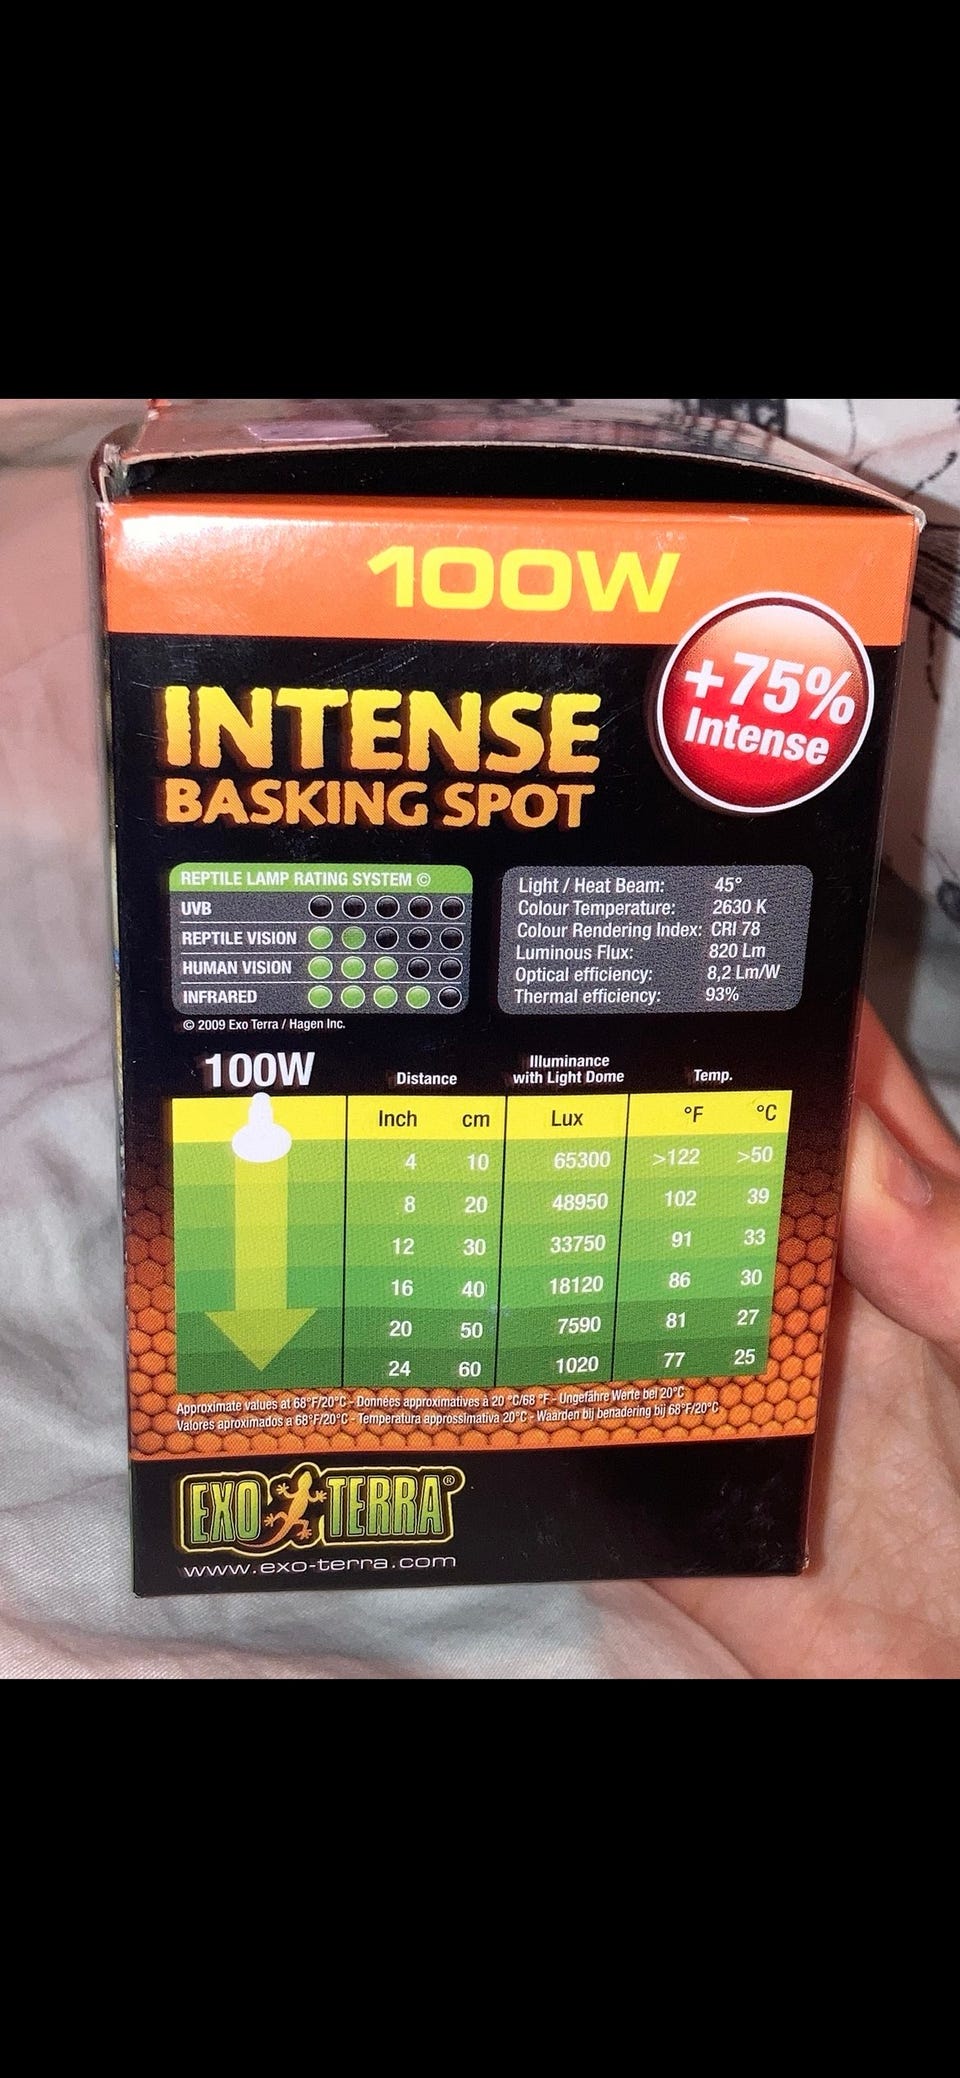 100W
+75%
Intense
INTENSE
BASKING SPOT
REPTILE LAMP RATING SYSTEM ©
UVB
REPTILE VISION
HUMAN VISION
INFRARED
© 2009 Exo Terra / Hagen Inc.
Light / Heat Beam: 45°
Colour Temperature: 2630 K
Colour Rendering Index: CRI 78
Luminous Flux: 820 Lm
Optical efficiency: 8,2 Lm/W
Thermal efficiency: 93%
100W
Distance
Illuminance
with Light Dome
Temp.
Inch cm Lux °F °C
4 10 65300 >122 >50
8 20 48950 102 39
12 30 33750 91 33
16 40 18120 86 30
20 50 7590 81 27
24 60 1020 77 25
Approximate values at 68°F/20°C - Données approximatives à 20 °C/68 °F - Ungefähre Werte bei 20°C
Valores aproximados a 68°F/20°C - Temperatura approssimativa 20°C - Waarden bij benadering bij 68°F/20°C
EXO TERRA®
www.exo-terra.com